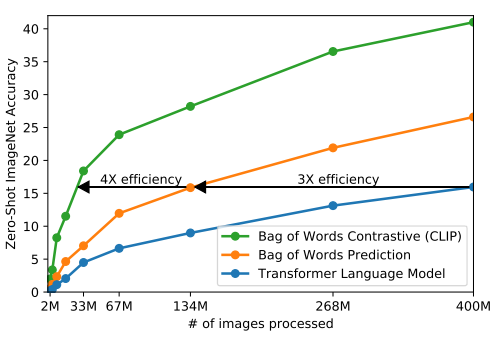 Zero-Shot ImageNet Accuracy
40
35
30
25
20
15
10
5
0
4X efficiency
3X efficiency
Bag of Words Contrastive (CLIP)
Bag of Words Prediction
Transformer Language Model
2M 33M 67M 134M 268M 400M
# of images processed